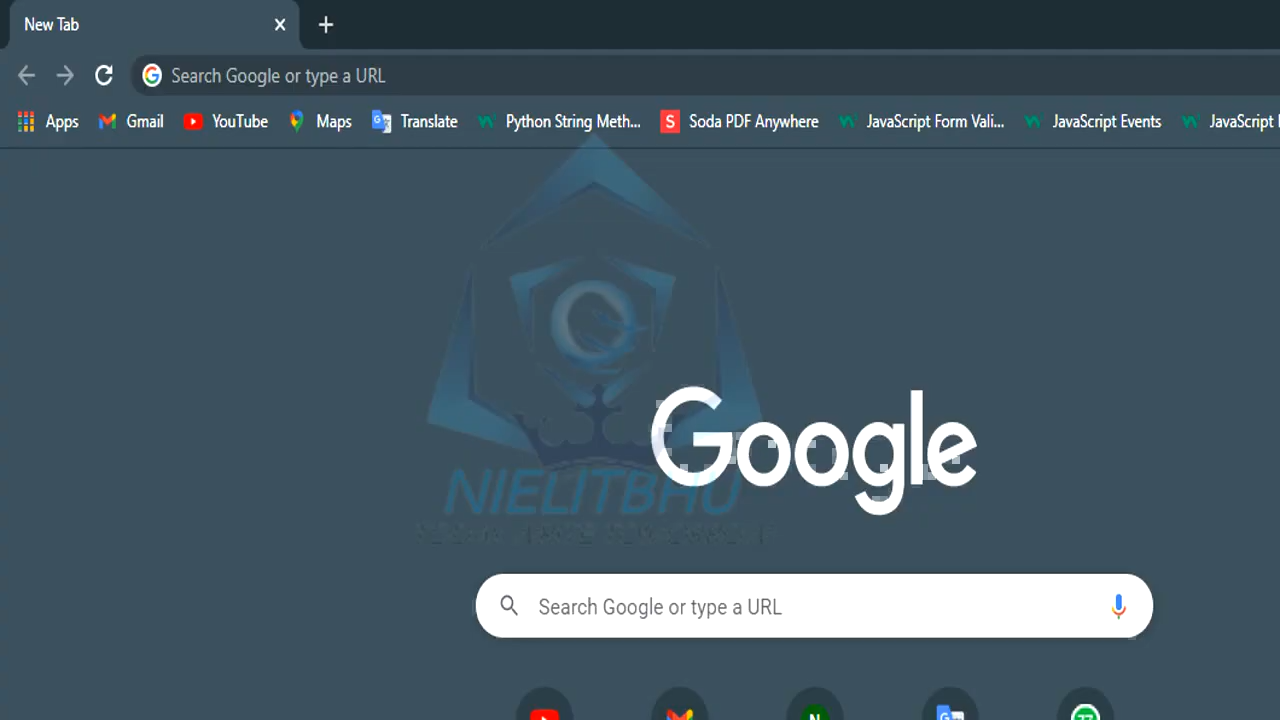 New Tab
Search Google or type a URL
Apps Gmail YouTube Maps Translate Python String Meth... Soda PDF Anywhere JavaScript Form Vali... JavaScript Events JavaScript
Google
NIELITBHU
Search Google or type a URL
N
77